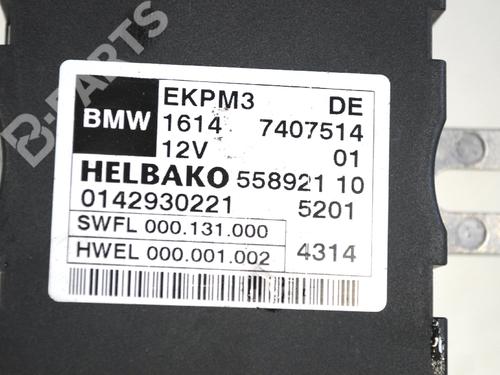 B-PARTS
BMW
EKPM3 DE
1614 7407514
12V 01
HELBAKO 558921 10
0142930221 5201
SWFL 000.131.000
HWEL 000.001.002 4314